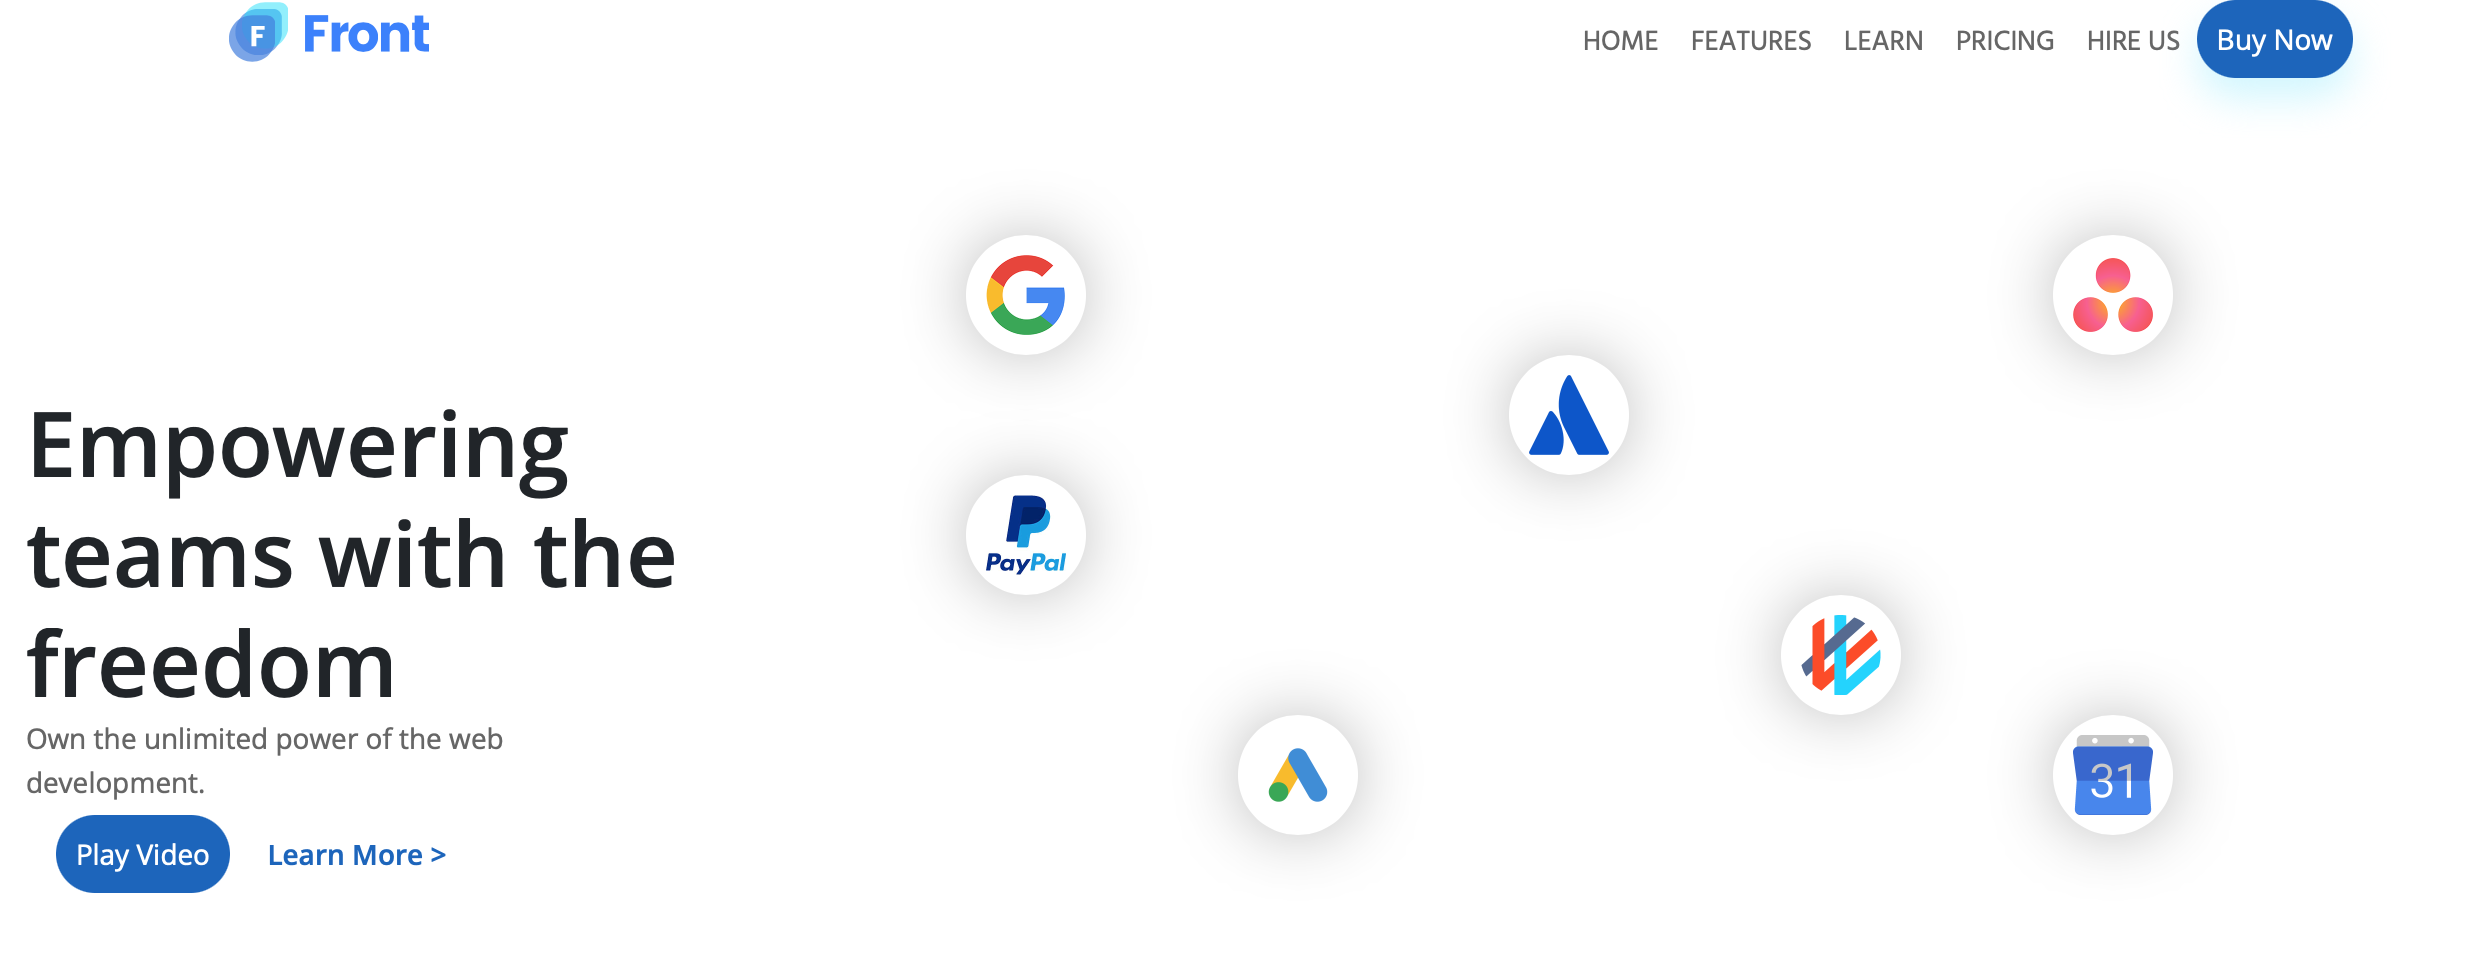 F Front
HOME FEATURES LEARN PRICING HIRE US Buy Now
Empowering
teams with the
freedom
PayPal
Own the unlimited power of the web
development.
31
Play Video Learn More >